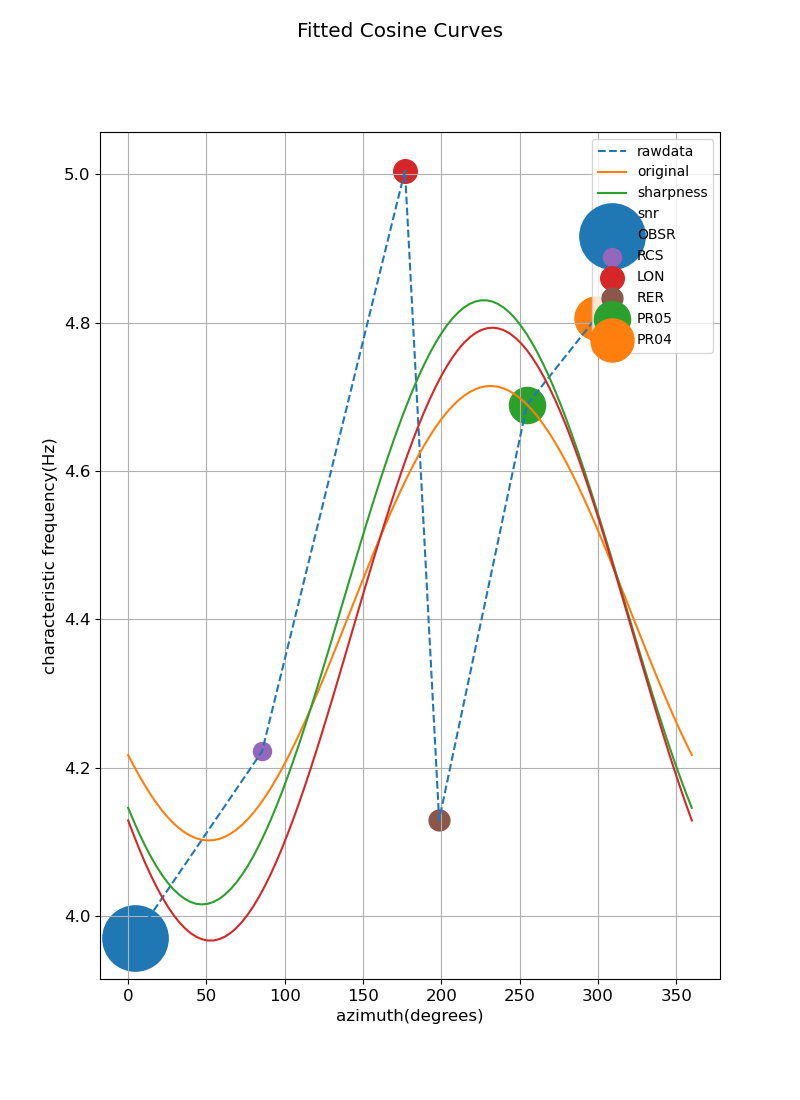 Fitted Cosine Curves
rawdata
original
sharpness
snr
OBSR
RCS
LON
RER
PR05
PR04
5.0
4.8
4.6
4.4
4.2
4.0
characteristic frequency(Hz)
0 50 100 150 200 250 300 350
azimuth(degrees)